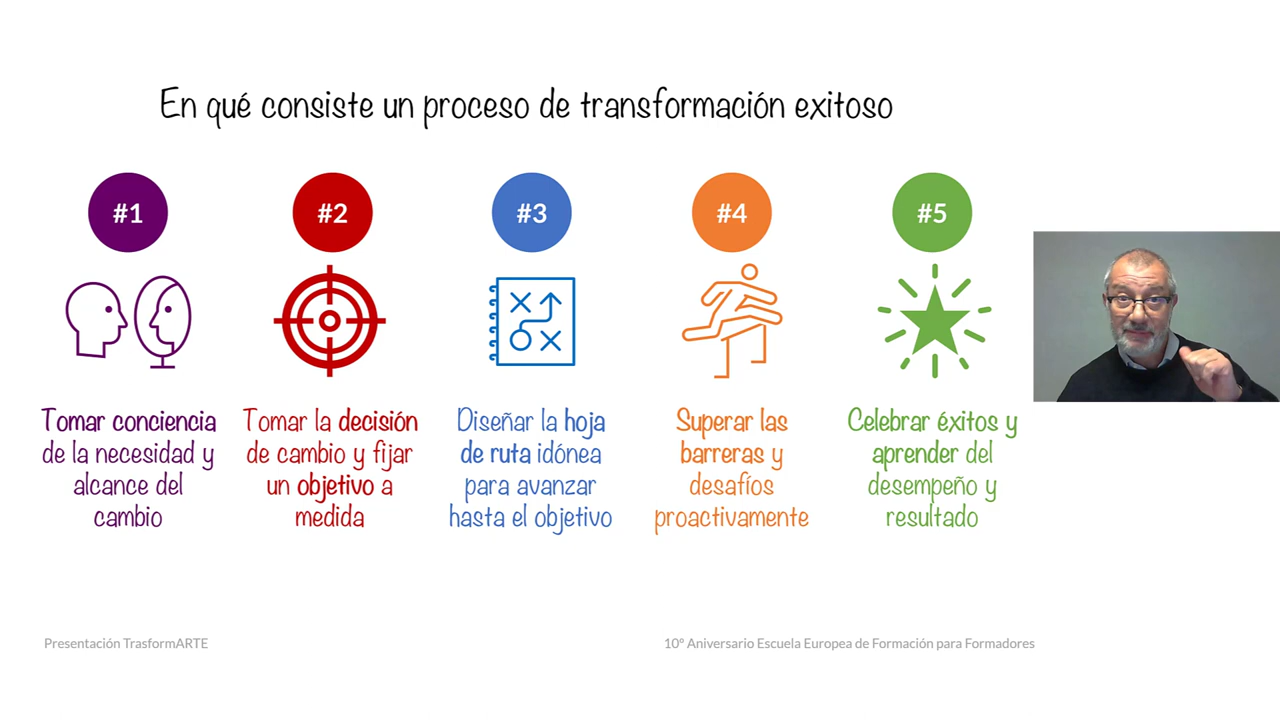 En qué consiste un proceso de transformación exitoso
#1
#2
#3
#4
#5
Tomar conciencia
de la necesidad y
alcance del
cambio
Tomar la decisión
de cambio y fijar
un objetivo a
medida
Diseñar la hoja
de ruta idónea
para avanzar
hasta el objetivo
Superar las
barreras y
desafíos
proactivamente
Celebrar éxitos y
aprender del
desempeño y
resultado
Presentación TrasformARTE
10º Aniversario Escuela Europea de Formación para Formadores